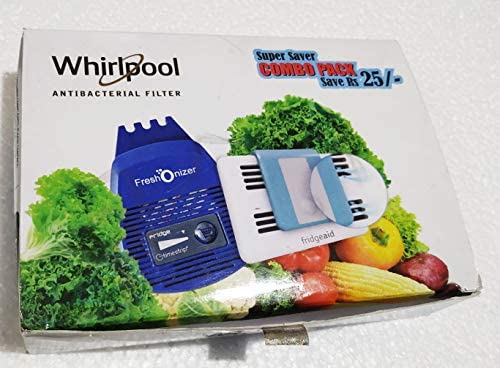 Whirlpool
ANTIBACTERIAL FILTER
Super Saver
COMBO PACK
Save Rs 25/-
FreshOnizer
FRIDGE
timestrip
fridgeaid